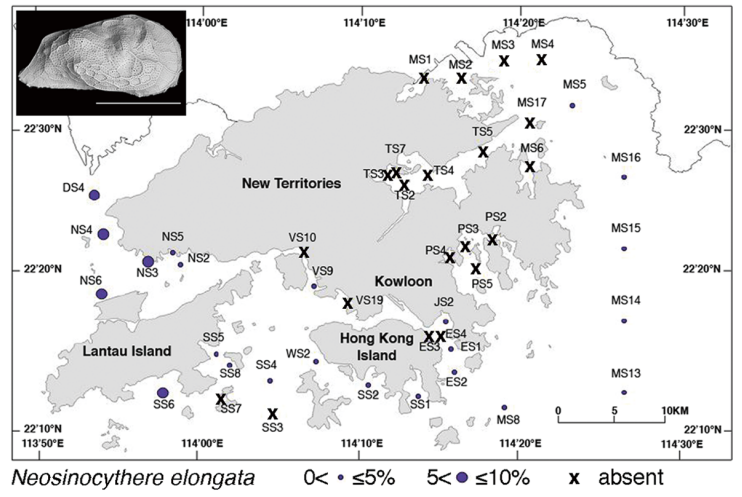 114°00'E 114°10'E 114°20'E 114°30'E
MS3 MS4
MS1 MS2
MS5
MS17
22°30'N 22°30'N
TS5
TS7 MS6
MS16
TS3 TS4
DS4 New Territories TS2
PS2
NS4 NS5 VS10 PS3 MS15
NS3 NS2 PS4
22°20'N 22°20'N
NS6 VS9 Kowloon PS5
VS19 JS2 MS14
Hong Kong
Island
ES4
SS5 ES3 ES1
Lantau Island WS2
SS8 SS4
ES2 MS13
SS6 SS7 SS2 SS1
SS3 MS8
0 5 10KM
22°10'N 22°10'N
113°50'E 114°00'E 114°10'E 114°20'E 114°30'E
Neosinocythere elongata 0< ≤5% 5< ≤10% x absent